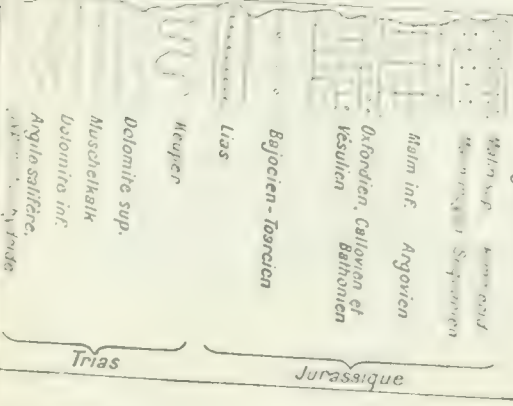 Argile salifère.
Dolomite inf.
Muschelkalk
Dolomite sup.
Keuper
Lias
Bajocien-Toarcien
Vésulien
Oxfordien, Callovien et
Bathonien
Malm inf. Argovien
Trias
Jurassique